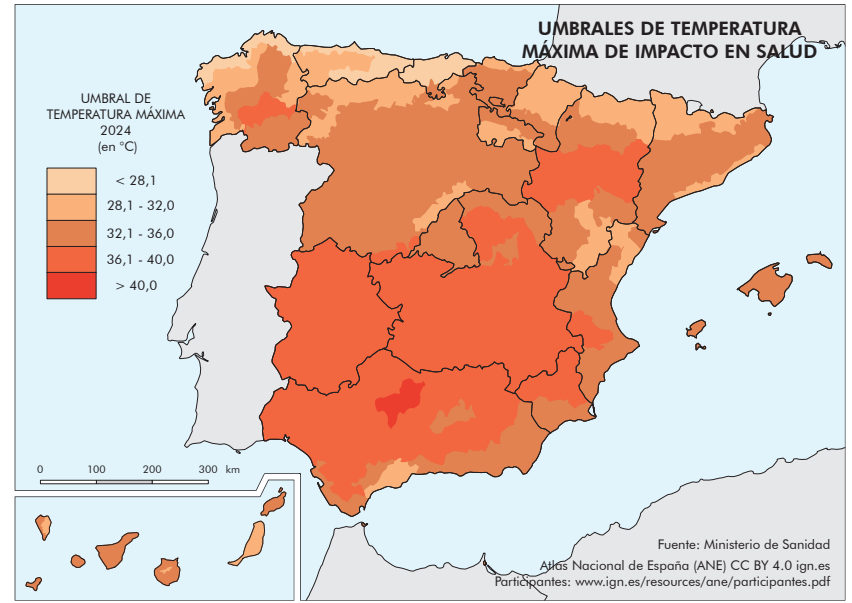 UMBRALES DE TEMPERATURA
MÁXIMA DE IMPACTO EN SALUD
UMBRAL DE
TEMPERATURA MÁXIMA
2024
(en °C)
< 28,1
28,1 - 32,0
32,1 - 36,0
36,1 - 40,0
> 40,0
0 100 200 300 km
Fuente: Ministerio de Sanidad
Atlas Nacional de España (ANE) CC BY 4.0 ign.es
Participantes: www.ign.es/resources/ane/participantes.pdf